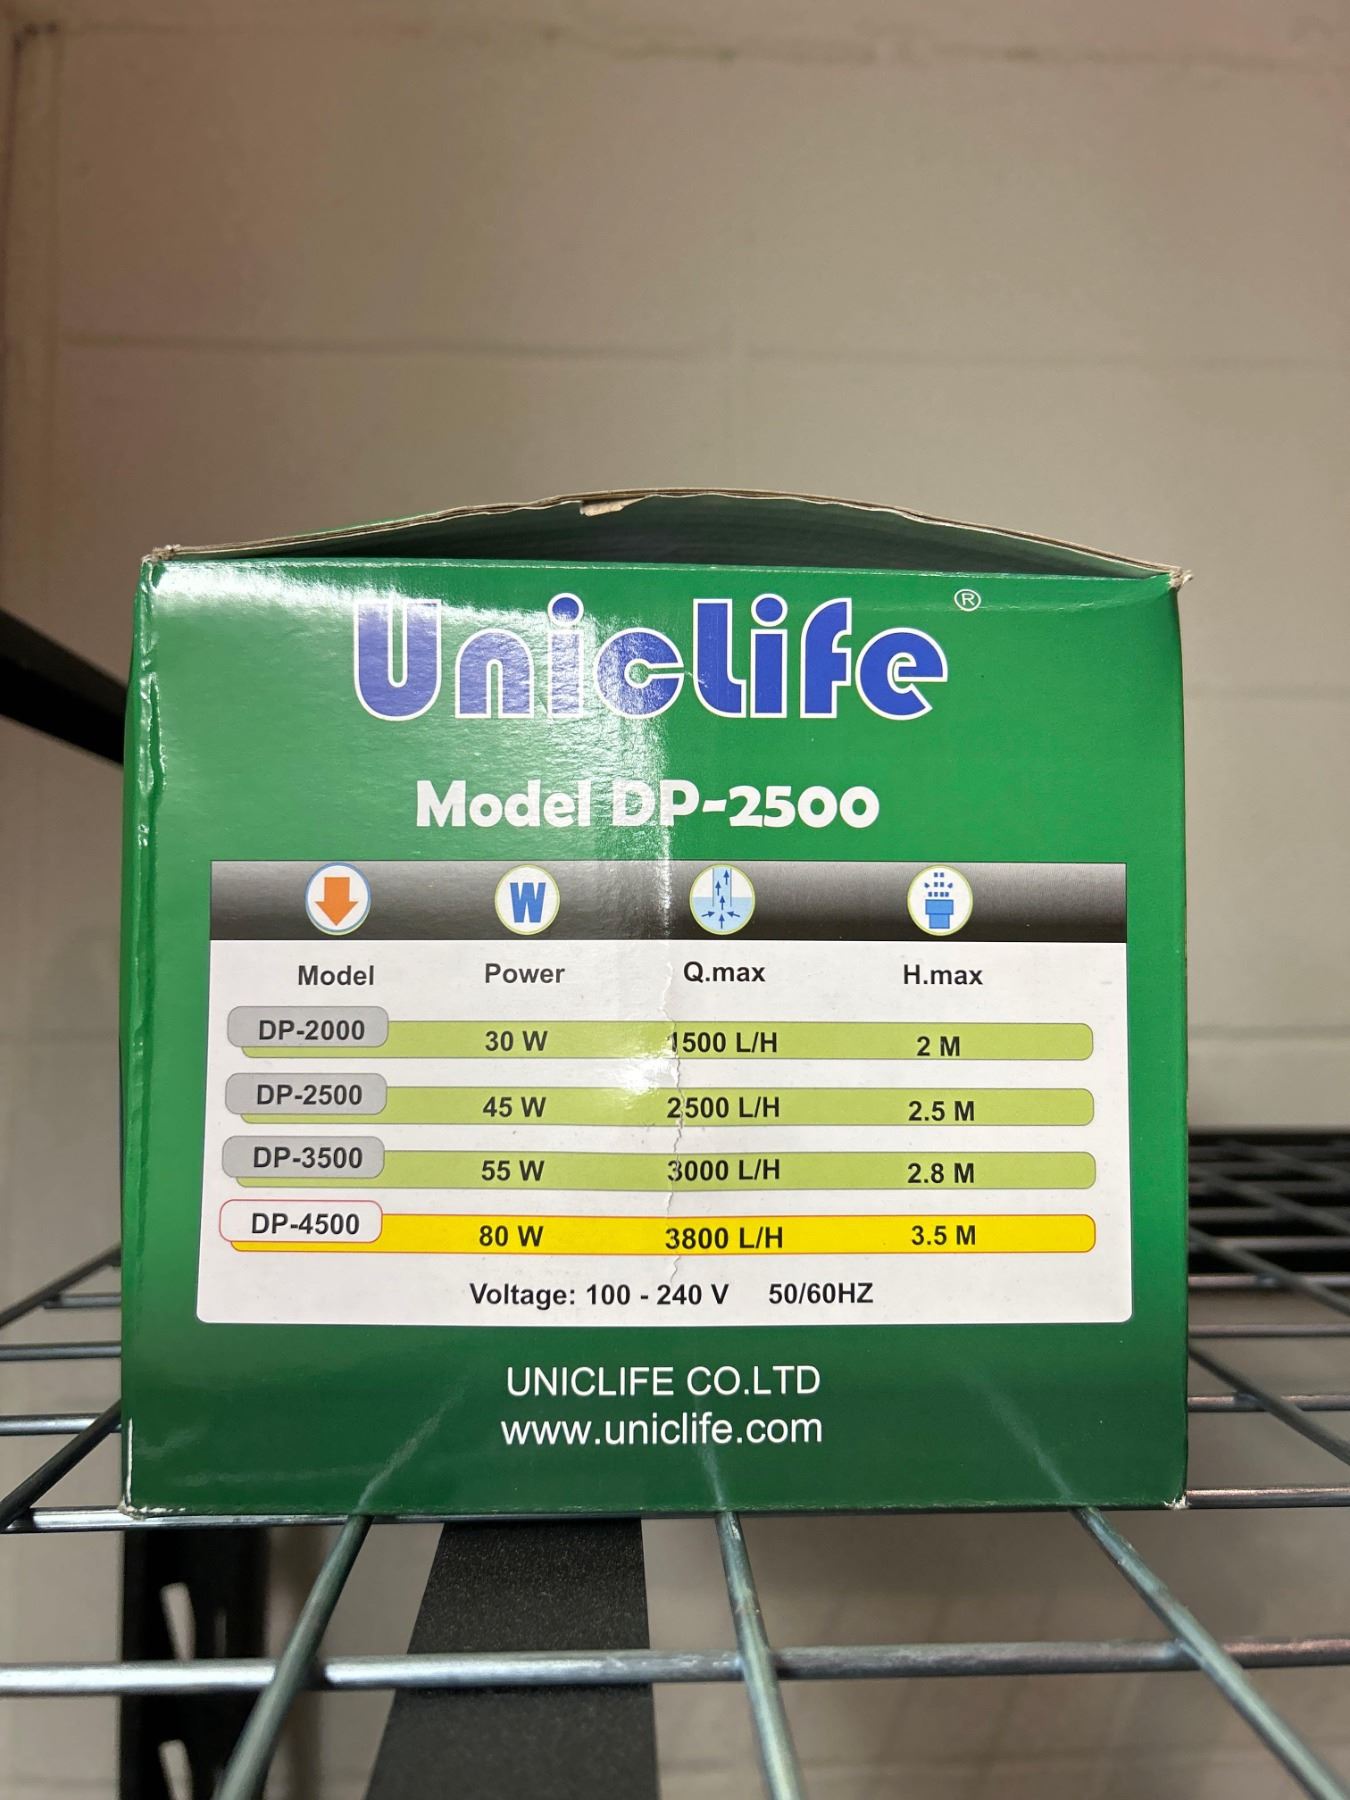 UnicLife ®
Model DP-2500
W
Model Power Q.max H.max
DP-2000 30 W 1500 L/H 2 M
DP-2500 45 W 2500 L/H 2.5 M
DP-3500 55 W 3000 L/H 2.8 M
DP-4500 80 W 3800 L/H 3.5 M
Voltage: 100 - 240 V 50/60HZ
UNICLIFE CO.LTD
www.uniclife.com